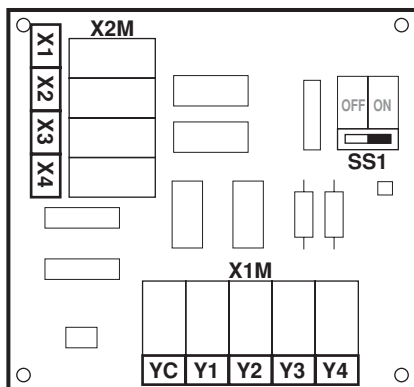 X2M
X1
X2
X3
X4
OFF ON
SS1
X1M
YC Y1 Y2 Y3 Y4